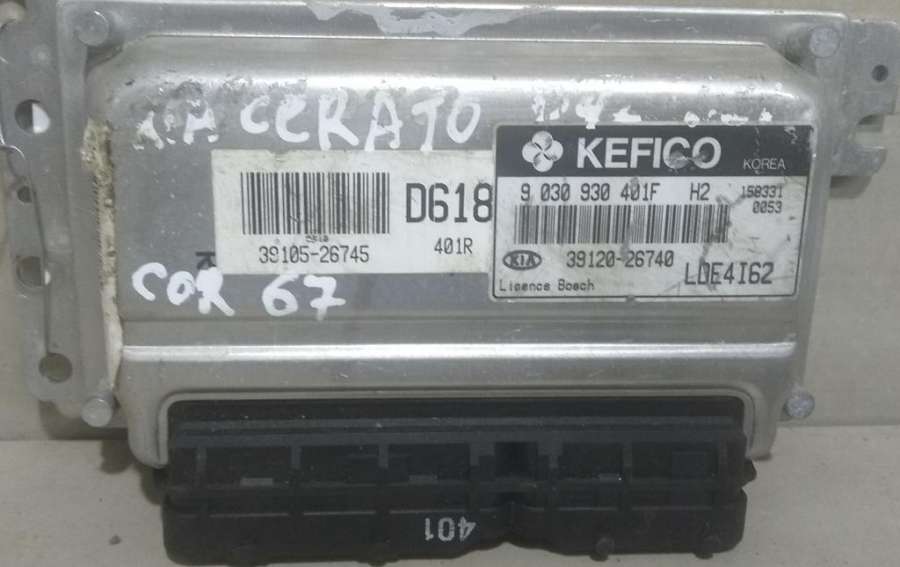 KIA CERATO
KEFICO KOREA
9 030 930 401F H2 158331
0053
D618
39105-26745 401R
KIA 39120-26740 LDE4I62
Licence Bosch
COR 67
401